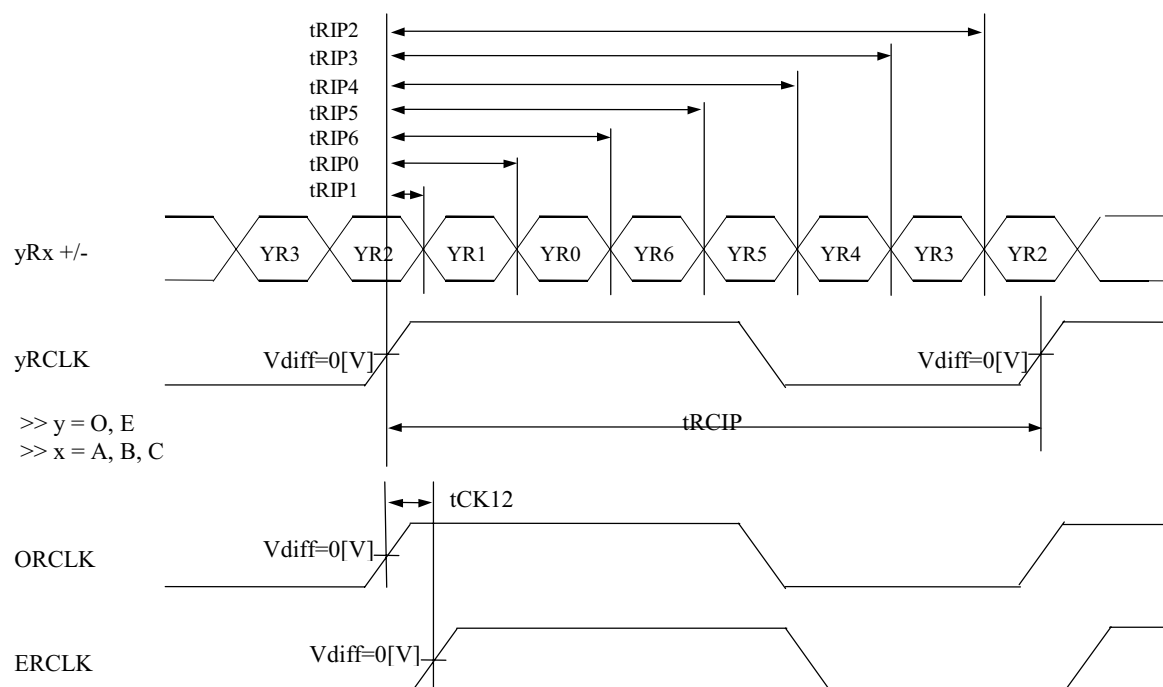 tRIP2
tRIP3
tRIP4
tRIP5
tRIP6
tRIP0
tRIP1
yRx +/-
YR3 YR2 YR1 YR0 YR6 YR5 YR4 YR3 YR2
yRCLK
Vdiff=0[V] Vdiff=0[V]
>> y = O, E
>> x = A, B, C
tRCIP
tCK12
ORCLK
Vdiff=0[V]
ERCLK
Vdiff=0[V]